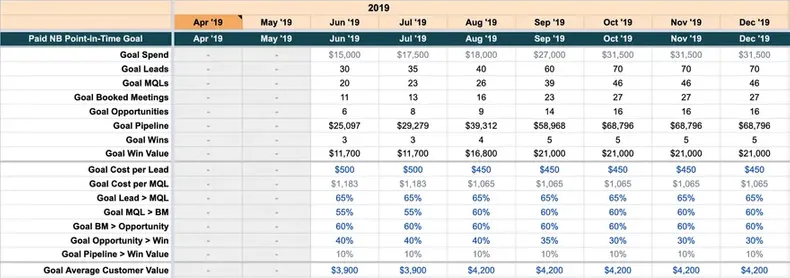 2019
Apr '19 May '19 Jun '19 Jul '19 Aug '19 Sep '19 Oct '19 Nov '19 Dec '19
Paid NB Point-In-Time Goal Apr '19 May '19 Jun '19 Jul '19 Aug '19 Sep '19 Oct '19 Nov '19 Dec '19
Goal Spend - - $15,000 $17,500 $18,000 $27,000 $31,500 $31,500 $31,500
Goal Leads - - 30 35 40 60 70 70 70
Goal MQLs - - 20 23 26 39 46 46 46
Goal Booked Meetings - - 11 13 16 23 27 27 27
Goal Opportunities - - 6 8 9 14 16 16 16
Goal Pipeline - - $25,097 $29,279 $39,312 $58,968 $68,796 $68,796 $68,796
Goal Wins - - 3 3 4 5 5 5 5
Goal Win Value - - $11,700 $11,700 $16,800 $21,000 $21,000 $21,000 $21,000
Goal Cost per Lead - - $500 $500 $450 $450 $450 $450 $450
Goal Cost per MQL - - $1,183 $1,183 $1,065 $1,065 $1,065 $1,065 $1,065
Goal Lead > MQL - - 65% 65% 65% 65% 65% 65% 65%
Goal MQL > BM - - 55% 55% 60% 60% 60% 60% 60%
Goal BM > Opportunity - - 60% 60% 60% 60% 60% 60% 60%
Goal Opportunity > Win - - 40% 40% 40% 35% 30% 30% 30%
Goal Pipeline > Win Value - - 10% 10% 10% 10% 10% 10% 10%
Goal Average Customer Value - - $3,900 $3,900 $4,200 $4,200 $4,200 $4,200 $4,200